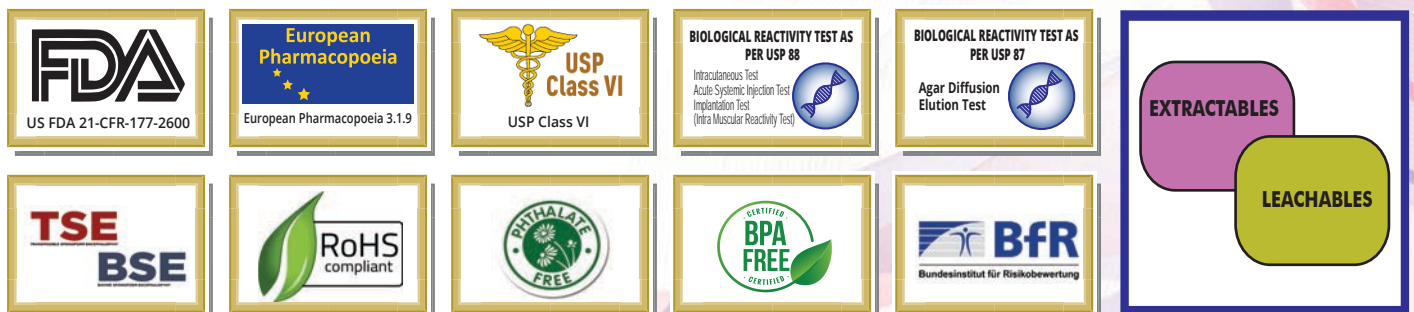 FDA
US FDA 21-CFR-177-2600
European
Pharmacopoeia
European Pharmacopoeia 3.1.9
USP
Class VI
USP Class VI
BIOLOGICAL REACTIVITY TEST AS
PER USP 88
Intracutaneous Test
Acute Systemic Injection Test
Implantation Test
(Intra Muscular Reactivity Test)
BIOLOGICAL REACTIVITY TEST AS
PER USP 87
Agar Diffusion
Elution Test
EXTRACTABLES
LEACHABLES
TSE
BSE
RoHS
compliant
PHTHALATE
FREE
CERTIFIED
BPA
FREE
CERTIFIED
BfR
Bundesinstitut für Risikobewertung